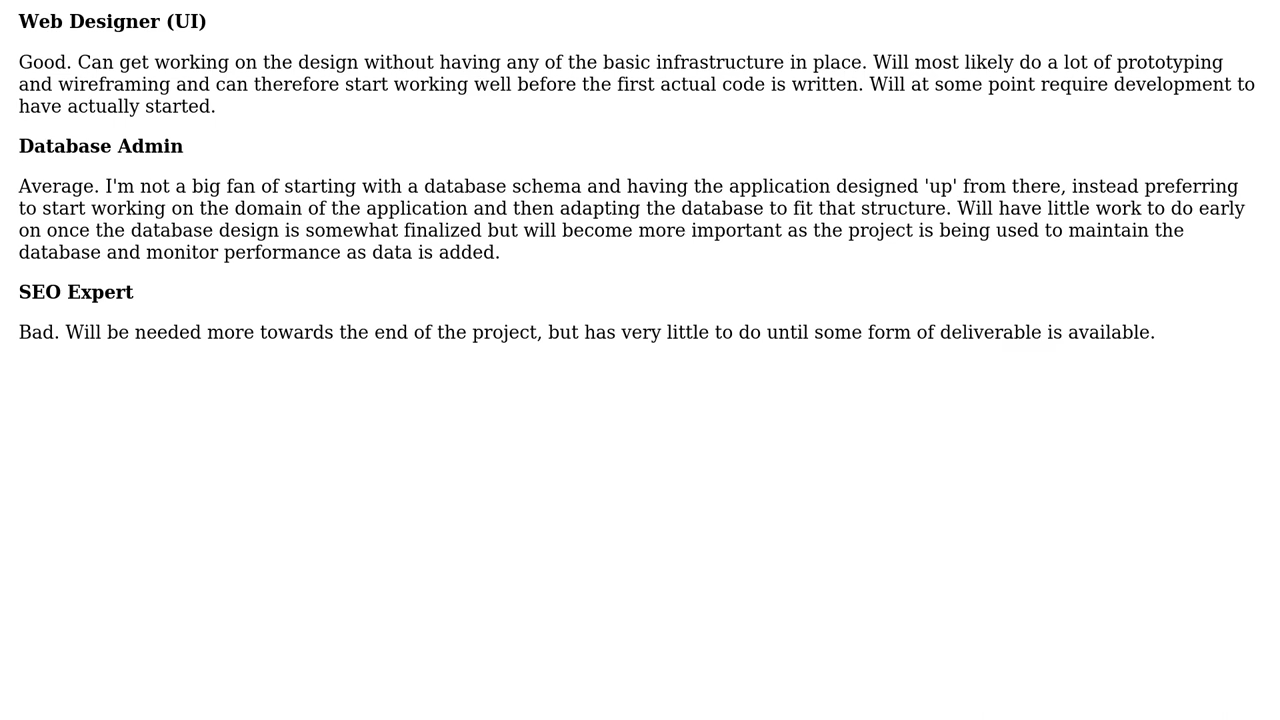 Web Designer (UI)
Good. Can get working on the design without having any of the basic infrastructure in place. Will most likely do a lot of prototyping
and wireframing and can therefore start working well before the first actual code is written. Will at some point require development to
have actually started.
Database Admin
Average. I'm not a big fan of starting with a database schema and having the application designed 'up' from there, instead preferring
to start working on the domain of the application and then adapting the database to fit that structure. Will have little work to do early
on once the database design is somewhat finalized but will become more important as the project is being used to maintain the
database and monitor performance as data is added.
SEO Expert
Bad. Will be needed more towards the end of the project, but has very little to do until some form of deliverable is available.